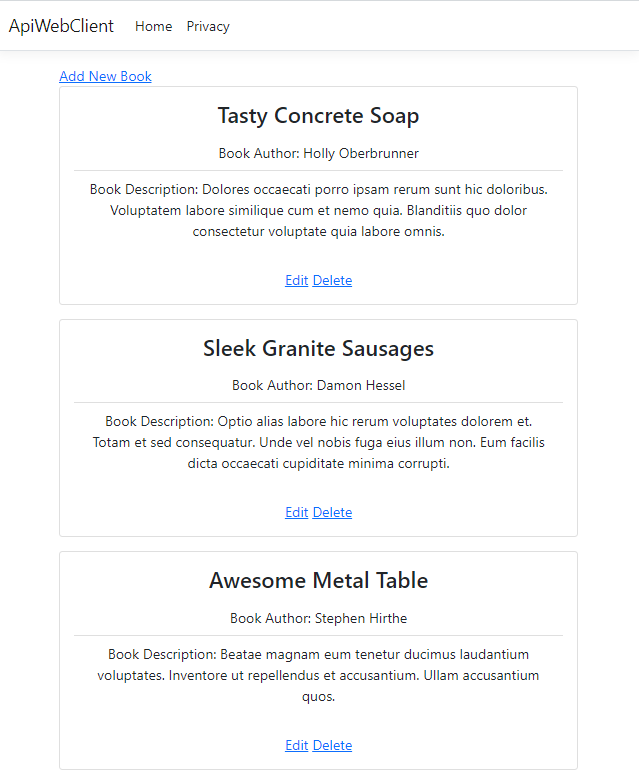 ApiWebClient Home Privacy
Add New Book
Tasty Concrete Soap
Book Author: Holly Oberbrunner
Book Description: Dolores occaecati porro ipsam rerum sunt hic doloribus.
Voluptatem labore similique cum et nemo quia. Blanditiis quo dolor
consectetur voluptate quia labore omnis.
Edit Delete
Sleek Granite Sausages
Book Author: Damon Hessel
Book Description: Optio alias labore hic rerum voluptates dolorem et.
Totam et sed consequatur. Unde vel nobis fuga eius illum non. Eum facilis
dicta occaecati cupiditate minima corrupti.
Edit Delete
Awesome Metal Table
Book Author: Stephen Hirthe
Book Description: Beatae magnam eum tenetur ducimus laudantium
voluptates. Inventore ut repellendus et accusantium. Ullam accusantium
quos.
Edit Delete